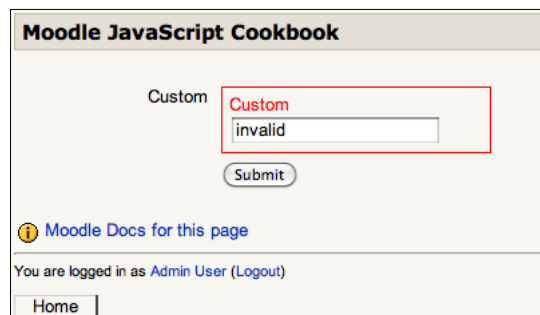 Moodle JavaScript Cookbook
Custom
Custom
invalid
Submit
Moodle Docs for this page
You are logged in as Admin User (Logout)
Home